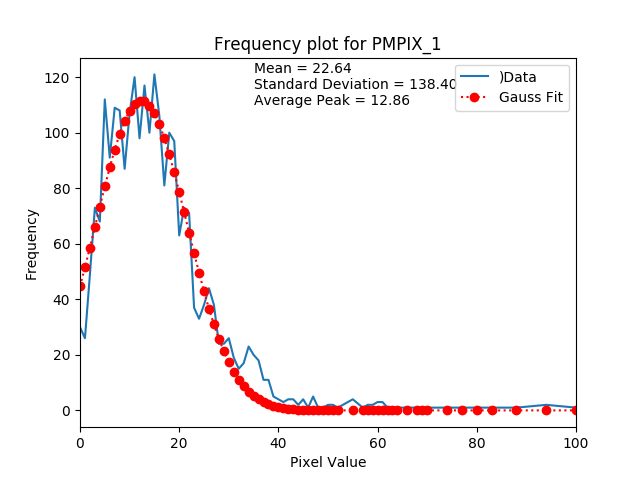 Frequency plot for PMPIX_1
Mean = 22.64
Standard Deviation = 138.40
Average Peak = 12.86
)Data
Gauss Fit
Frequency
120
100
80
60
40
20
0
0 20 40 60 80 100
Pixel Value